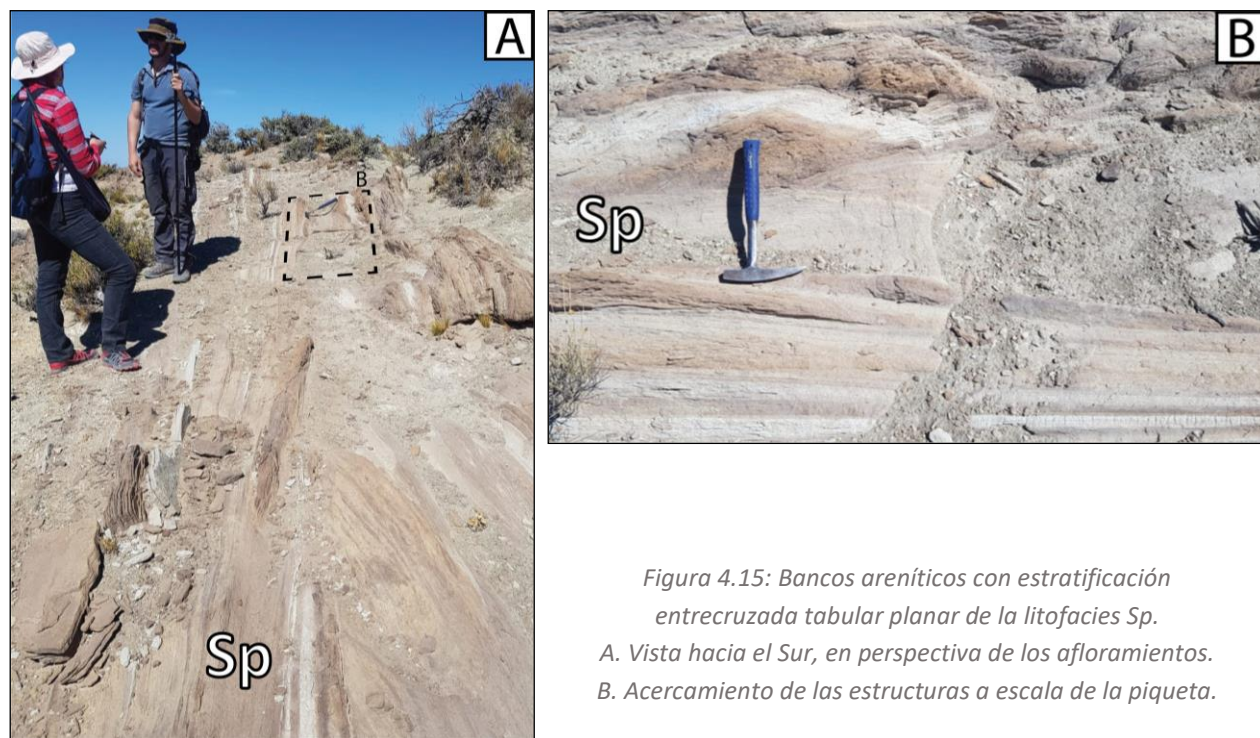 A
B
Sp
B
Sp
Figura 4.15: Bancos areníticos con estratificación
entrecruzada tabular planar de la litofacies Sp.
A. Vista hacia el Sur, en perspectiva de los afloramientos.
B. Acercamiento de las estructuras a escala de la piqueta.